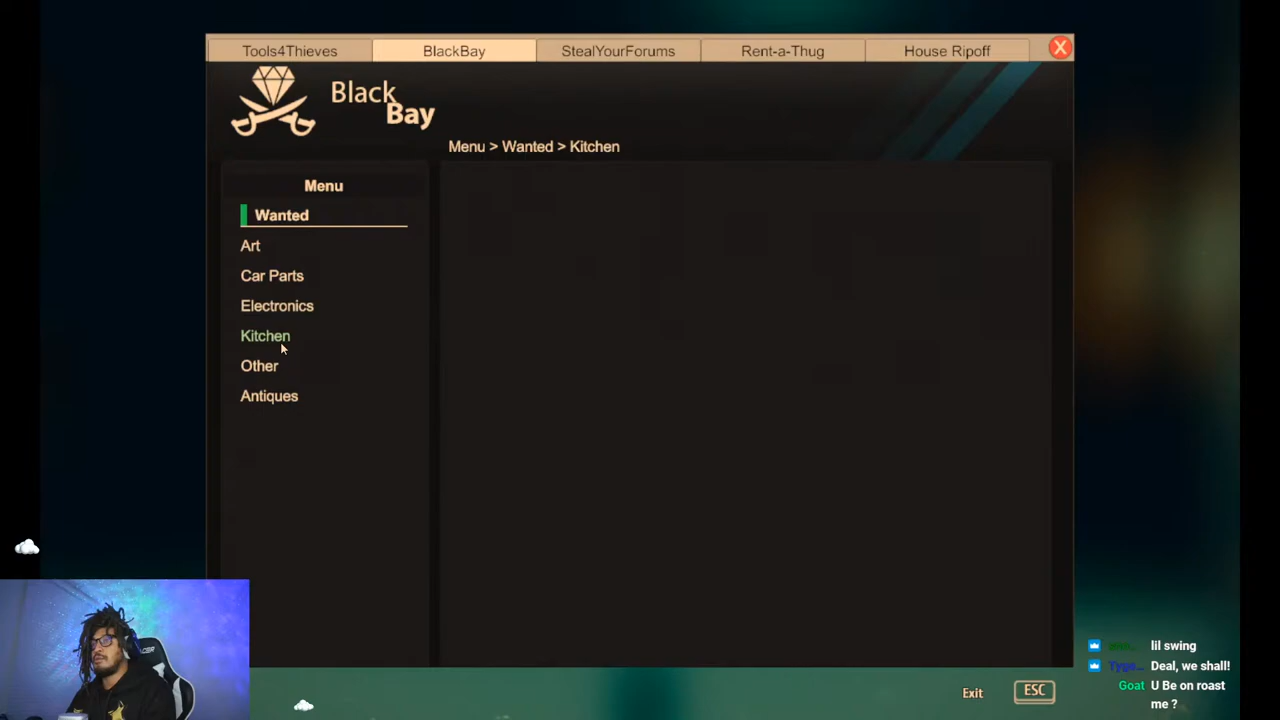 Tools4Thieves
BlackBay
StealYourForums
Rent-a-Thug
House Ripoff
X
Black
Bay
Menu > Wanted > Kitchen
Menu
Wanted
Art
Car Parts
Electronics
Kitchen
Other
Antiques
lil swing
Deal, we shall!
Goat U Be on roast
me ?
Exit ESC